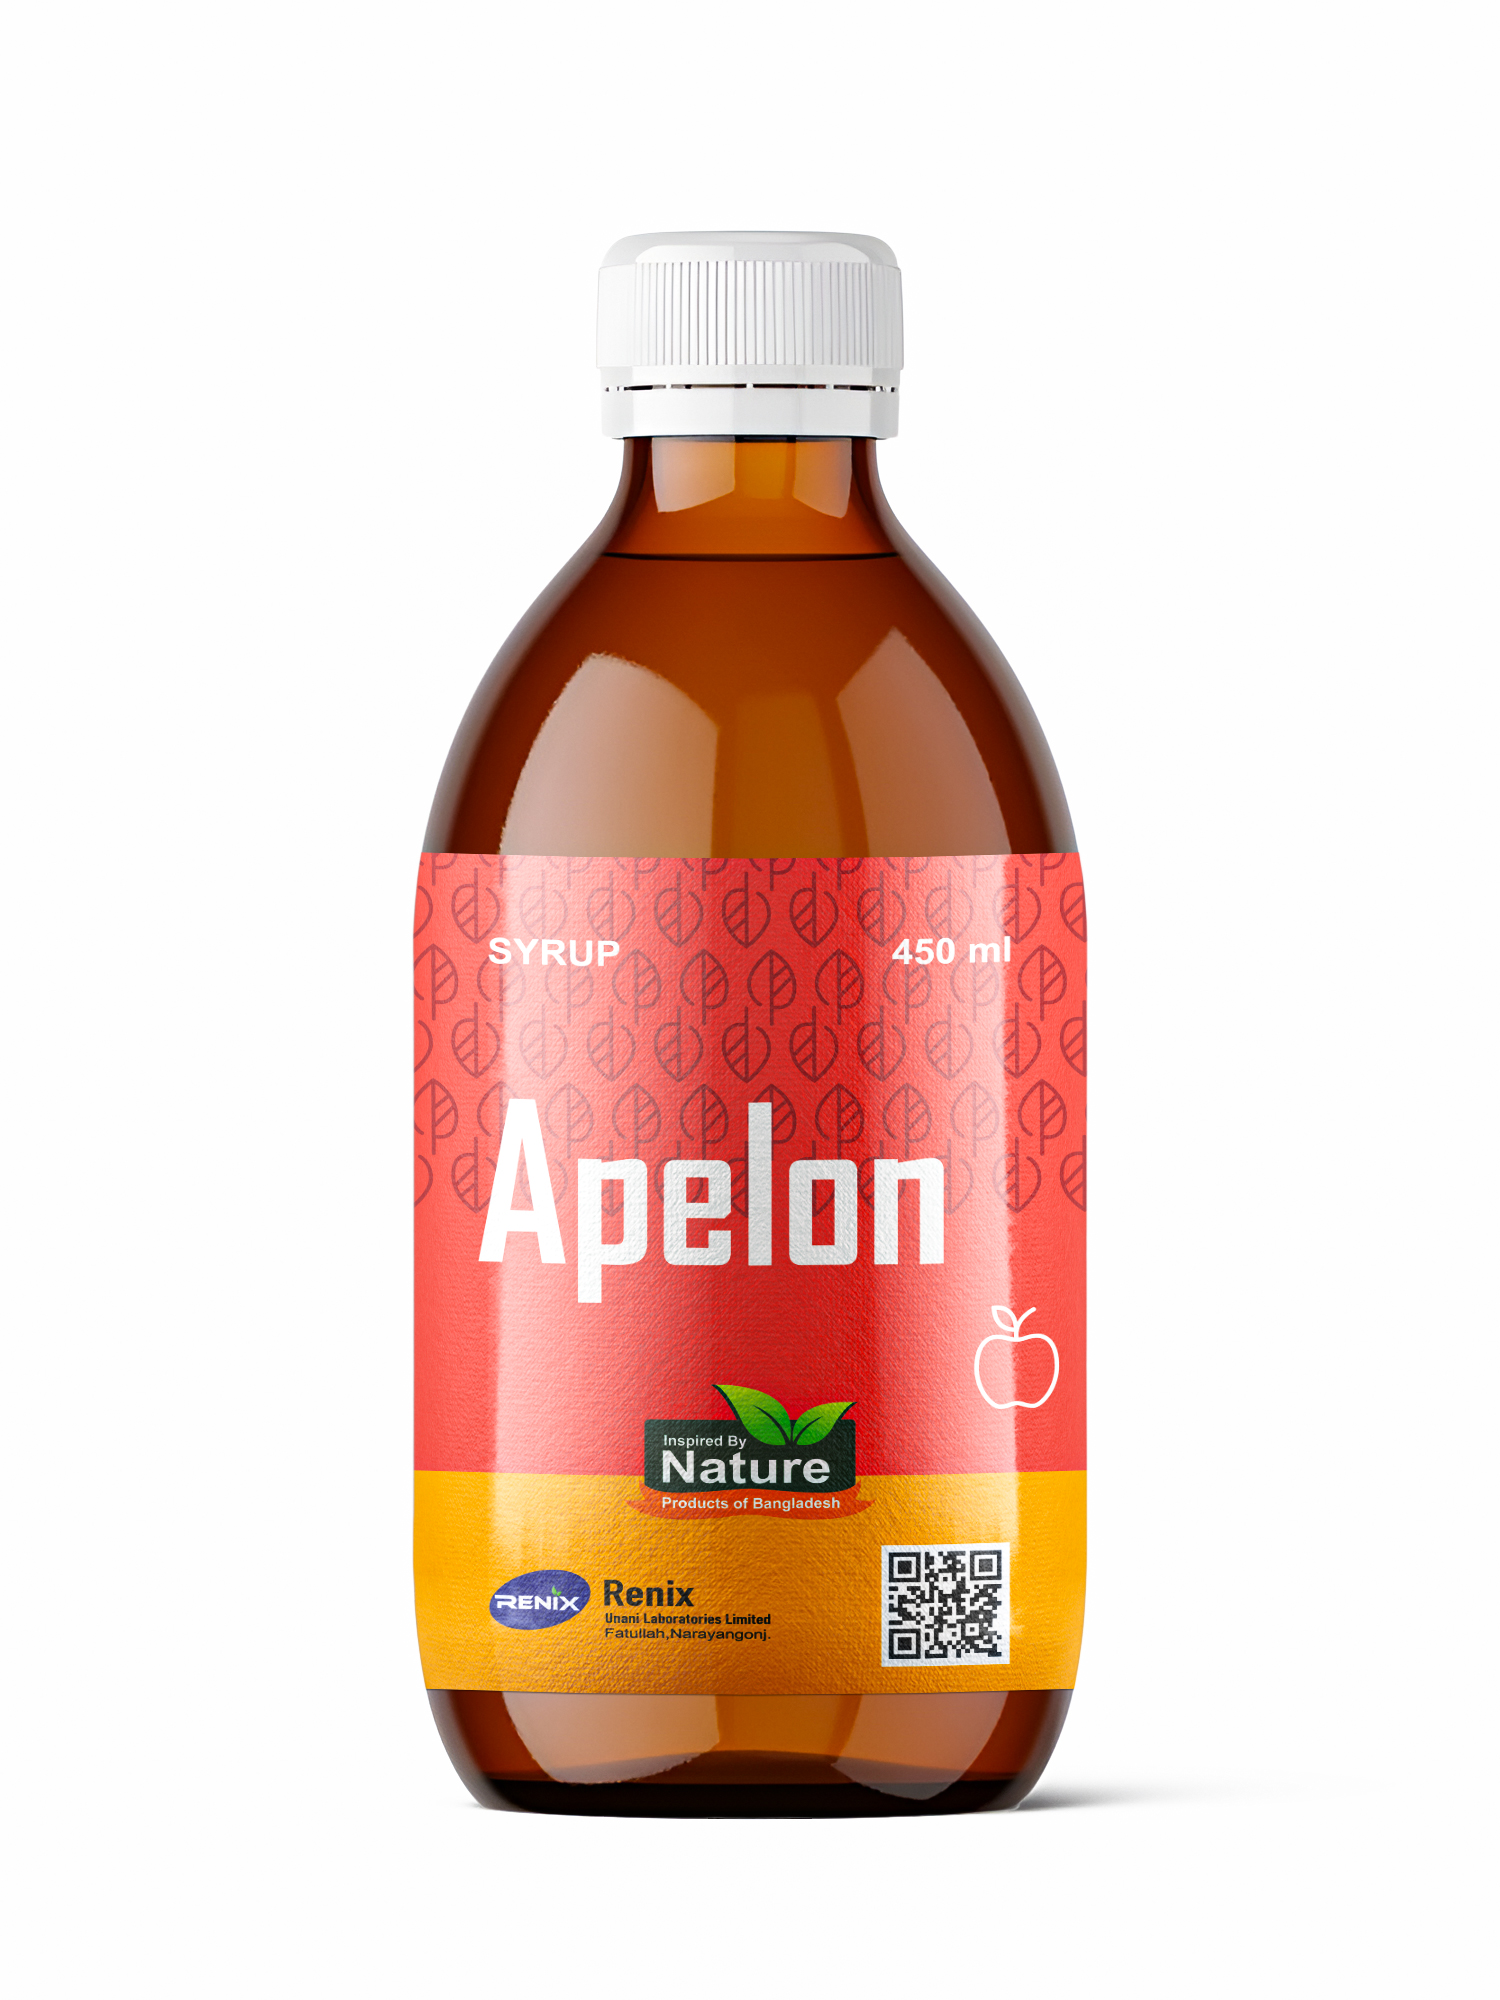 SYRUP 450 ml
Apelon
Inspired By
Nature
Products of Bangladesh
RENIX
Renix
Unani Laboratories Limited
Fatullah,Narayangonj.